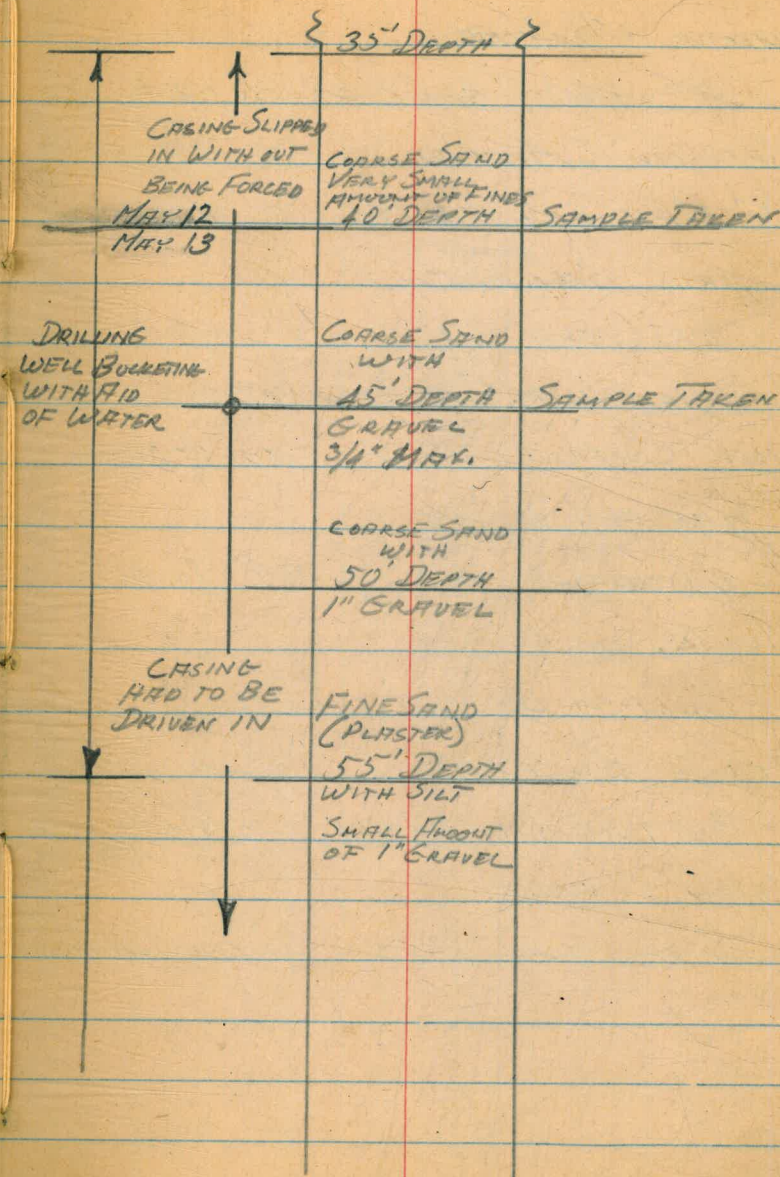 35' DEPTH
CASING SLIPPED
IN WITH OUT
BEING FORCED
COARSE SAND
VERY SMALL
AMOUNT OF FINES
MAY 12
40' DEPTH
SAMPLE TAKEN
MAY 13
DRILLING
WELL BUCKETING
WITH AID
OF WATER
COARSE SAND
WITH
45' DEPTH
SAMPLE TAKEN
GRAVEL
3/4" MAX.
COARSE SAND
WITH
50' DEPTH
1" GRAVEL
CASING
HAD TO BE
DRIVEN IN
FINE SAND
(PLASTER)
55' DEPTH
WITH SILT
SMALL AMOUNT
OF 1" GRAVEL